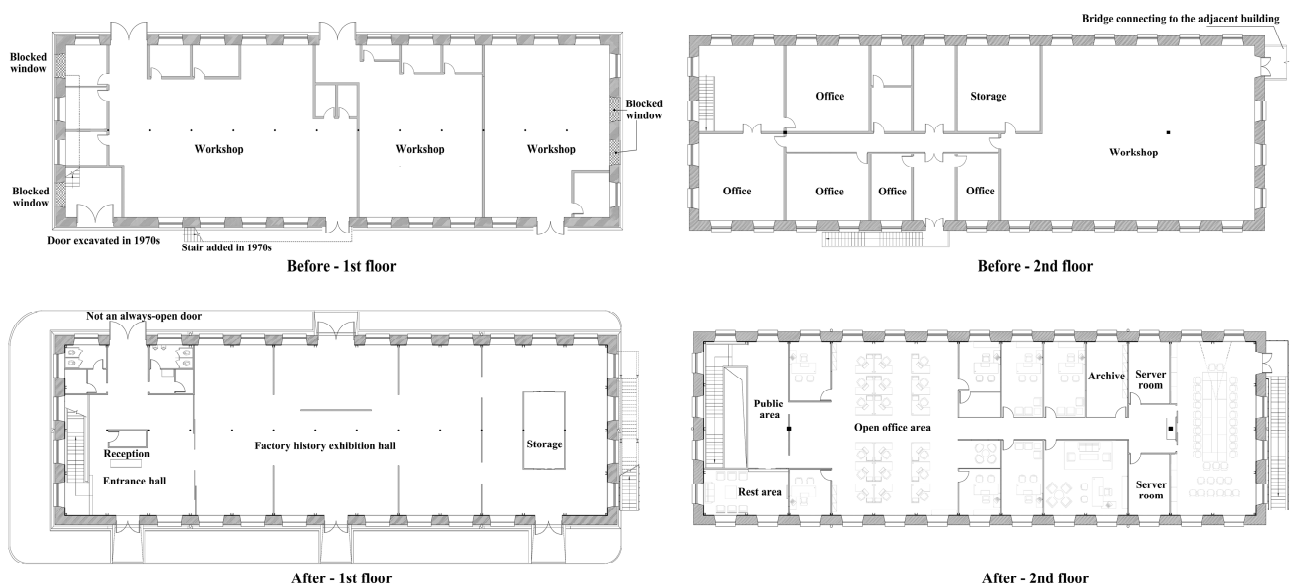 Blocked
window
Blocked
window
Workshop
Workshop
Workshop
Blocked
window
Door excavated in 1970s
Stair added in 1970s
Before - 1st floor
Bridge connecting to the adjacent building
Office
Storage
Workshop
Office
Office
Office
Office
Before - 2nd floor
Not an always-open door
Reception
Entrance hall
Factory history exhibition hall
Storage
After - 1st floor
Public
area
Open office area
Archive
Server
room
Rest area
Server
room
After - 2nd floor